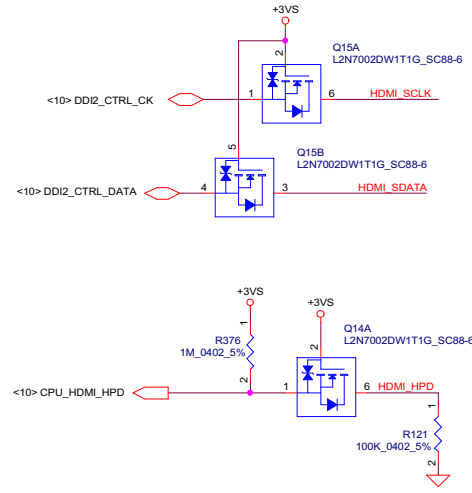 +3VS
Q15A
L2N7002DW1T1G_SC88-6
2
<10> DDI2_CTRL_CK
1
6
HDMI_SCLK
5
Q15B
L2N7002DW1T1G_SC88-6
<10> DDI2_CTRL_DATA
4
3
HDMI_SDATA
+3VS
+3VS
1
R376
1M_0402_5%
2
Q14A
L2N7002DW1T1G_SC88-6
2
<10> CPU_HDMI_HPD
1
6
HDMI_HPD
1
R121
100K_0402_5%
2